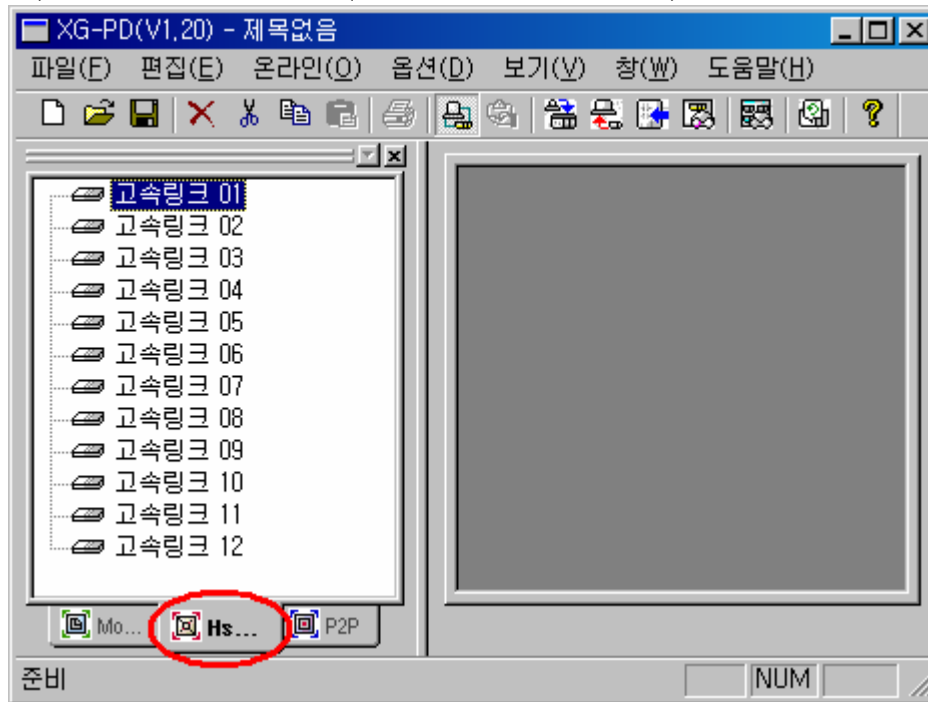 XG-PD(V1,20) - 제목없음
파일(F) 편집(E) 온라인(O) 옵션(D) 보기(V) 창(W) 도움말(H)
고속링크 01
고속링크 02
고속링크 03
고속링크 04
고속링크 05
고속링크 06
고속링크 07
고속링크 08
고속링크 09
고속링크 10
고속링크 11
고속링크 12
Mo... Hs... P2P
준비 NUM